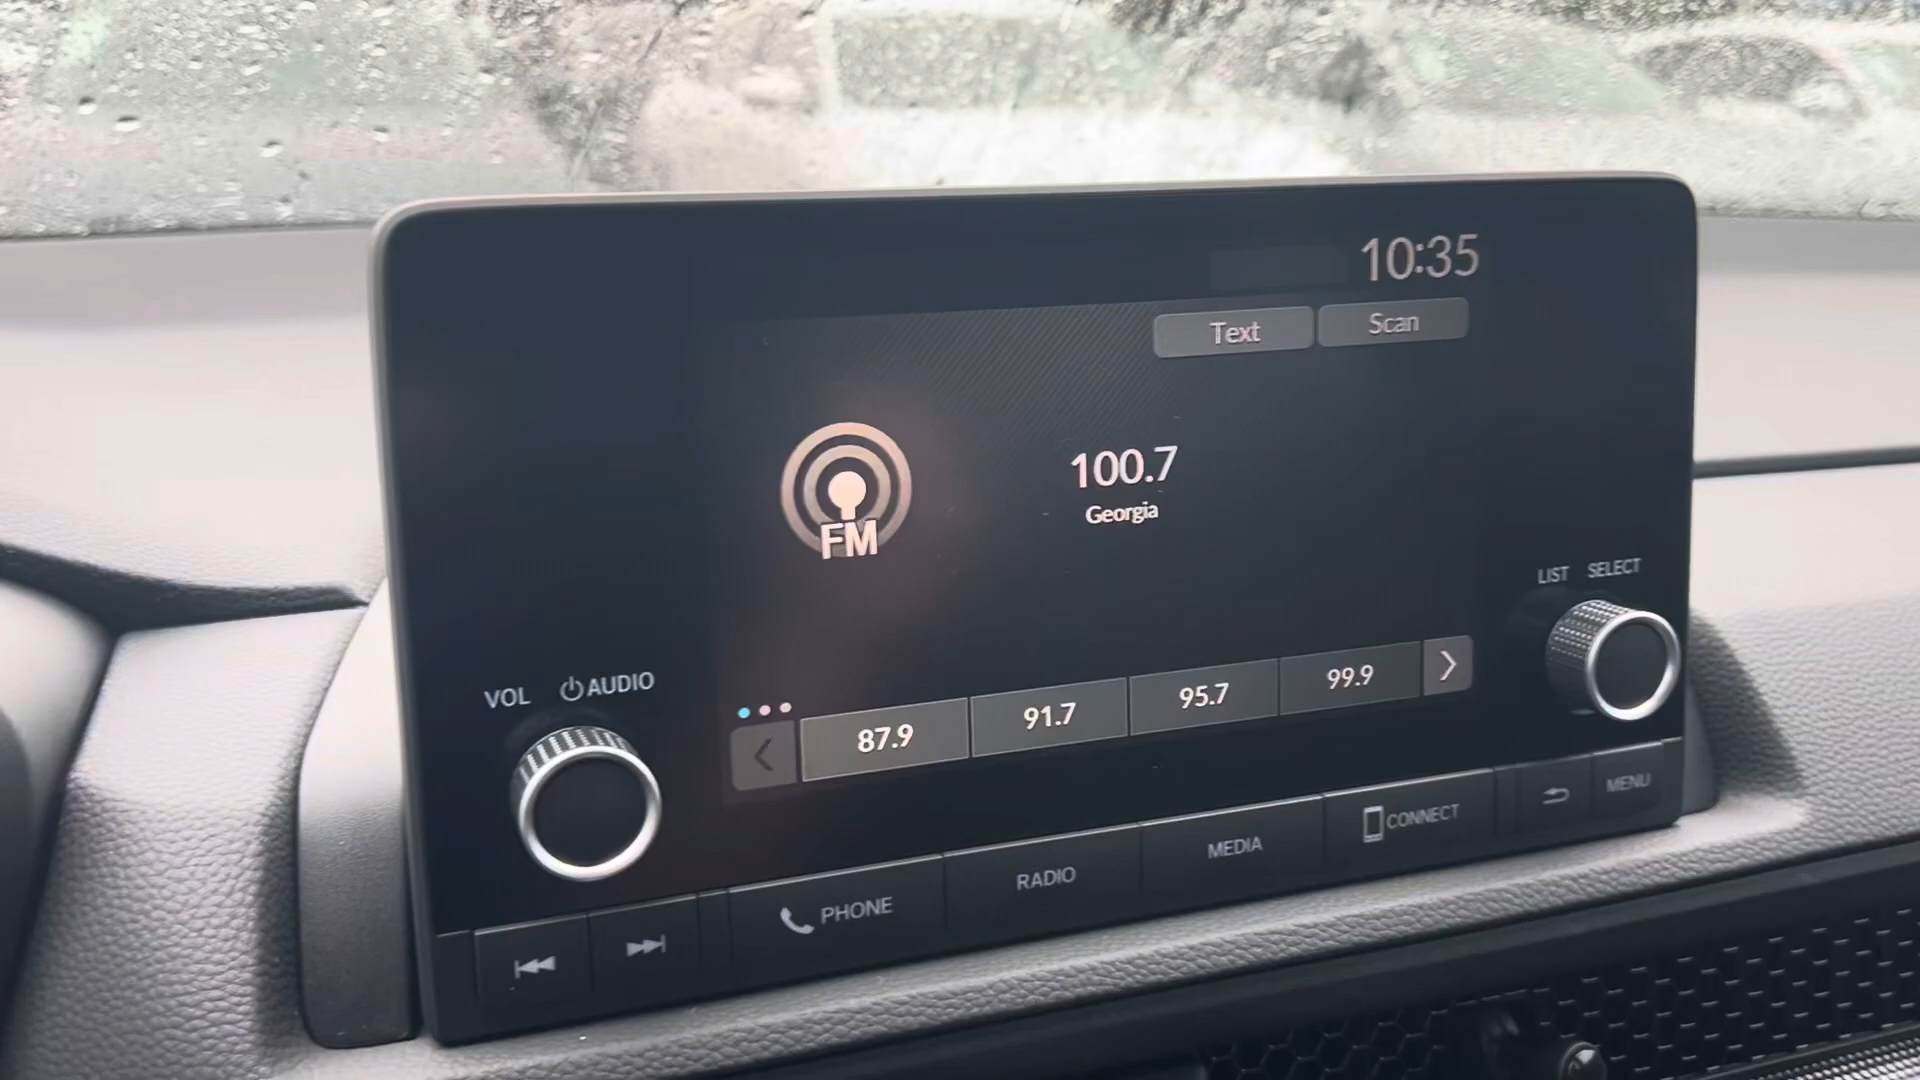 10:35
Text Scan
FM
100.7
Georgia
LIST SELECT
VOL AUDIO
87.9 91.7 95.7 99.9
PHONE RADIO MEDIA CONNECT MENU